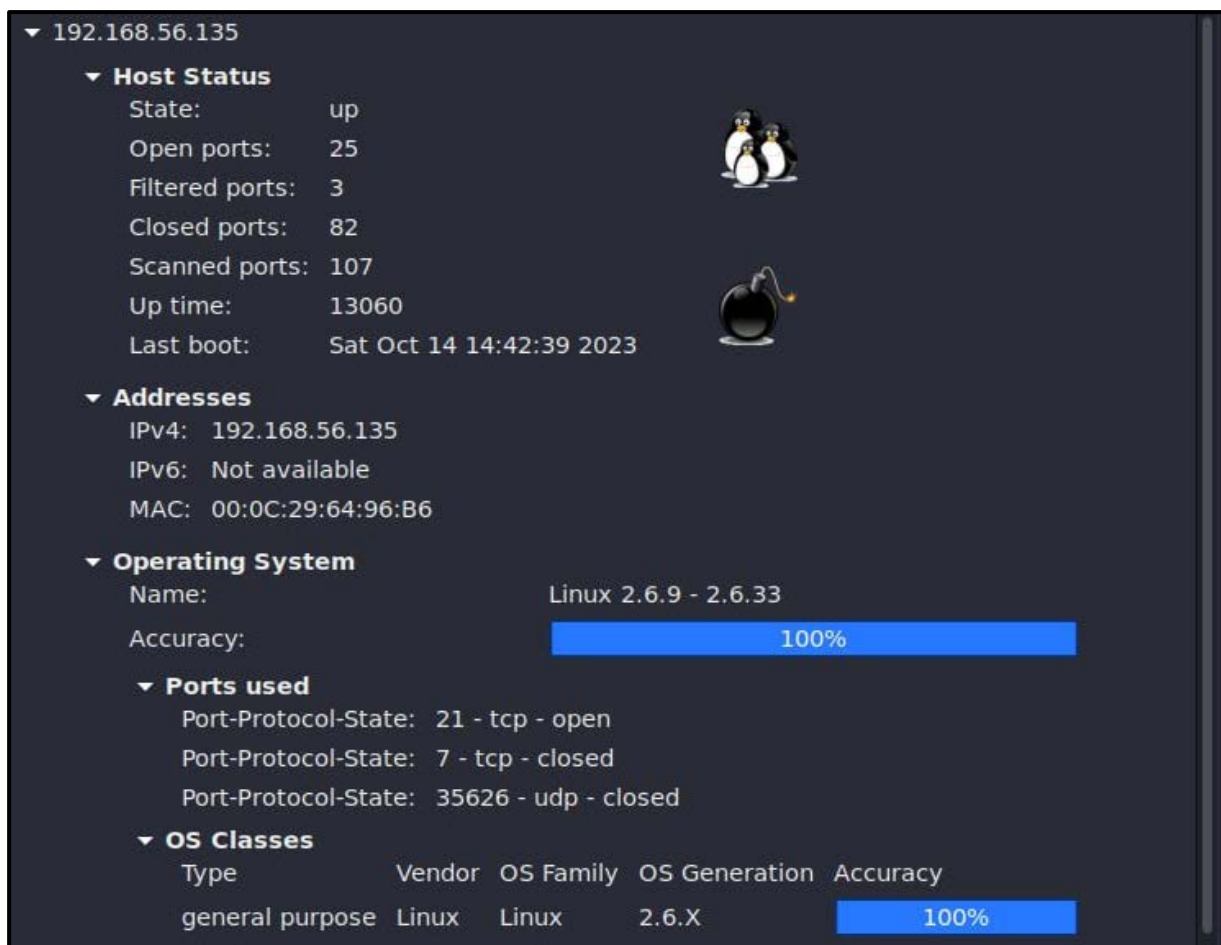 192.168.56.135
Host Status
State: up
Open ports: 25
Filtered ports: 3
Closed ports: 82
Scanned ports: 107
Up time: 13060
Last boot: Sat Oct 14 14:42:39 2023
Addresses
IPv4: 192.168.56.135
IPv6: Not available
MAC: 00:0C:29:64:96:B6
Operating System
Name: Linux 2.6.9 - 2.6.33
Accuracy: 100%
Ports used
Port-Protocol-State: 21 - tcp - open
Port-Protocol-State: 7 - tcp - closed
Port-Protocol-State: 35626 - udp - closed
OS Classes
Type Vendor OS Family OS Generation Accuracy
general purpose Linux Linux 2.6.X 100%